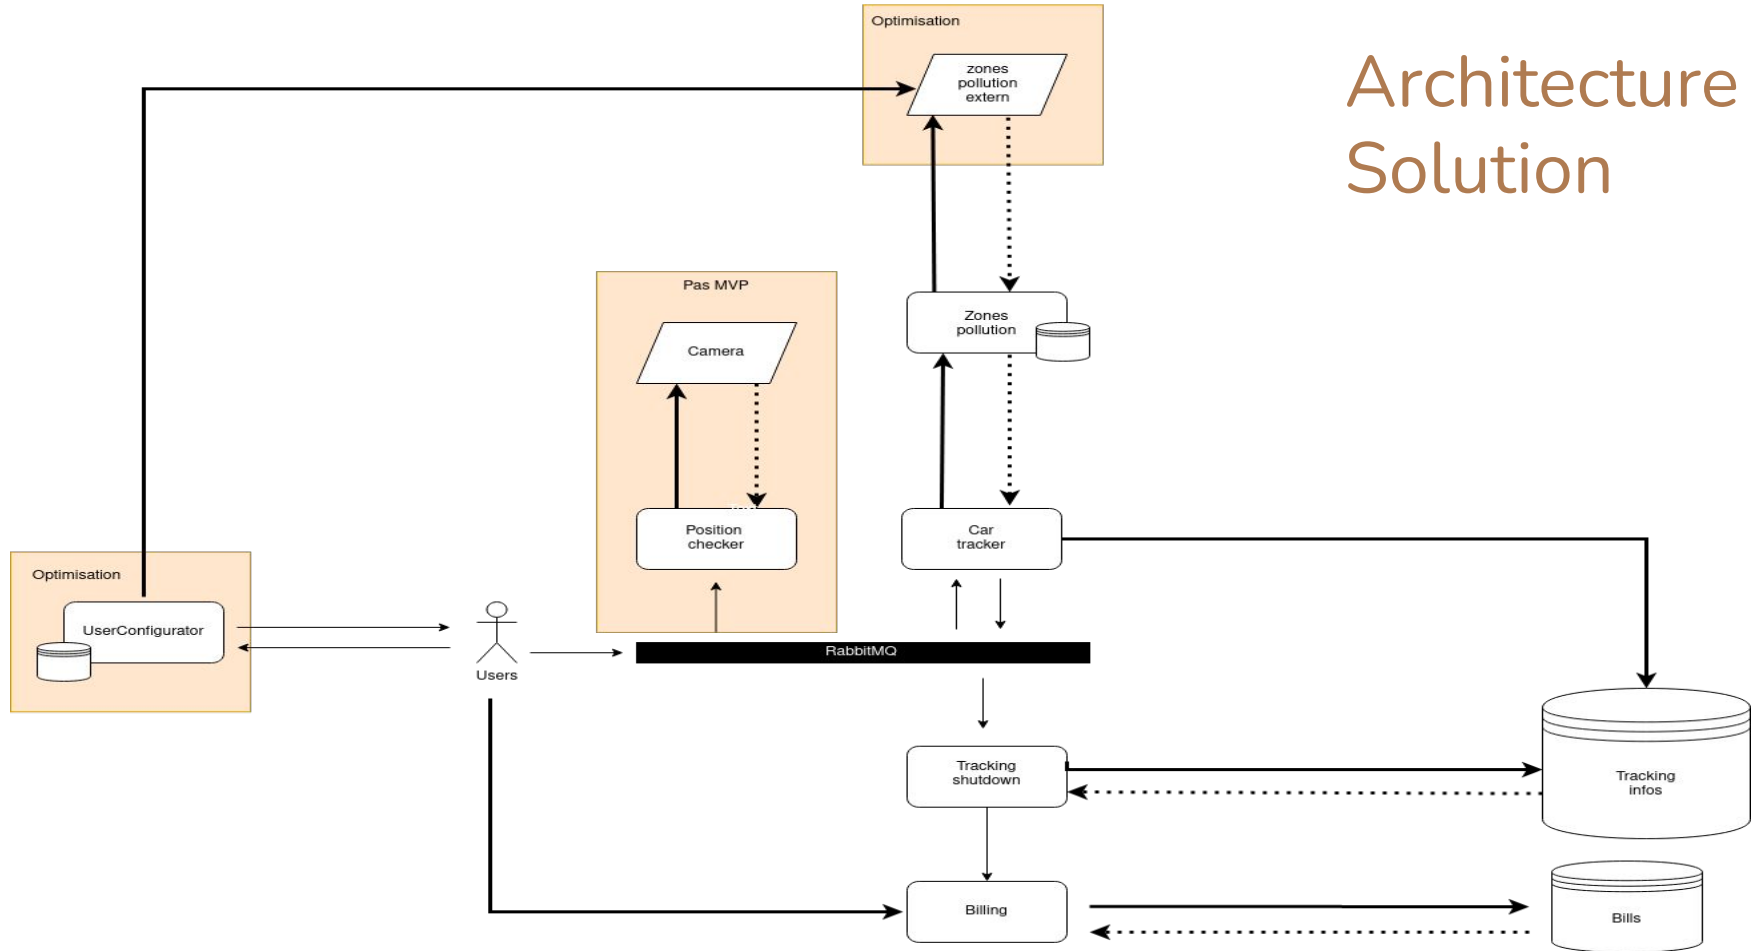 Optimisation
zones
pollution
extern
Architecture
Solution
Pas MVP
Camera
Zones
pollution
Position
checker
Car
tracker
Optimisation
UserConfigurator
Users
RabbitMQ
Tracking
shutdown
Tracking
infos
Billing
Bills